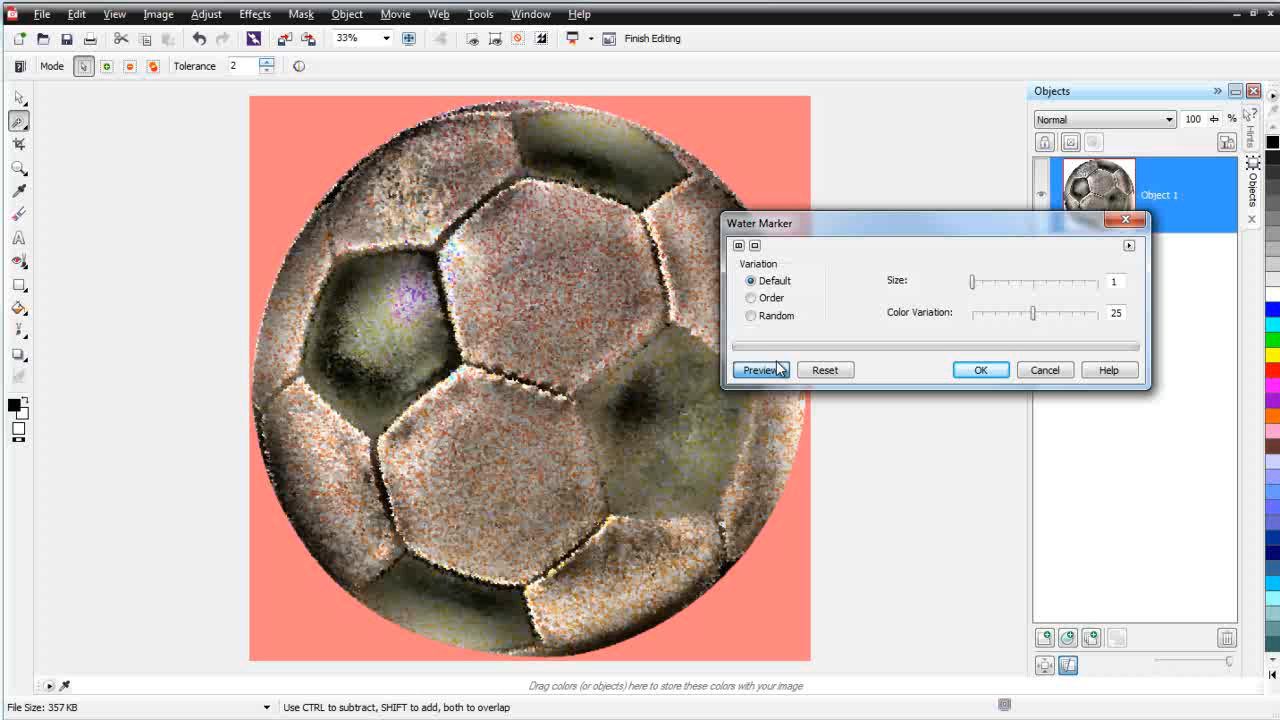 File Edit View Image Adjust Effects Mask Object Movie Web Tools Window Help
33% Finish Editing
Mode Tolerance 2
Objects
Normal 100 %
Hints
Objects
Object 1
Water Marker
Variation
Default
Order
Random
Size: 1
Color Variation: 25
Preview Reset OK Cancel Help
Drag colors (or objects) here to store these colors with your image
File Size: 357 KB Use CTRL to subtract, SHIFT to add, both to overlap